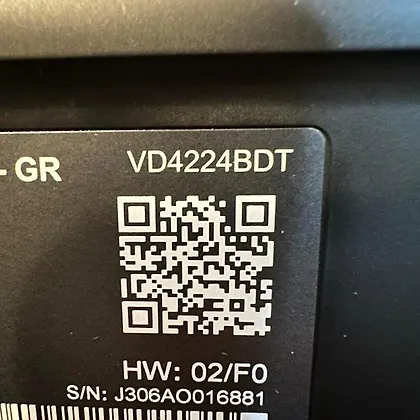 - GR VD4224BDT
HW: 02/F0
S/N: J306AO016881